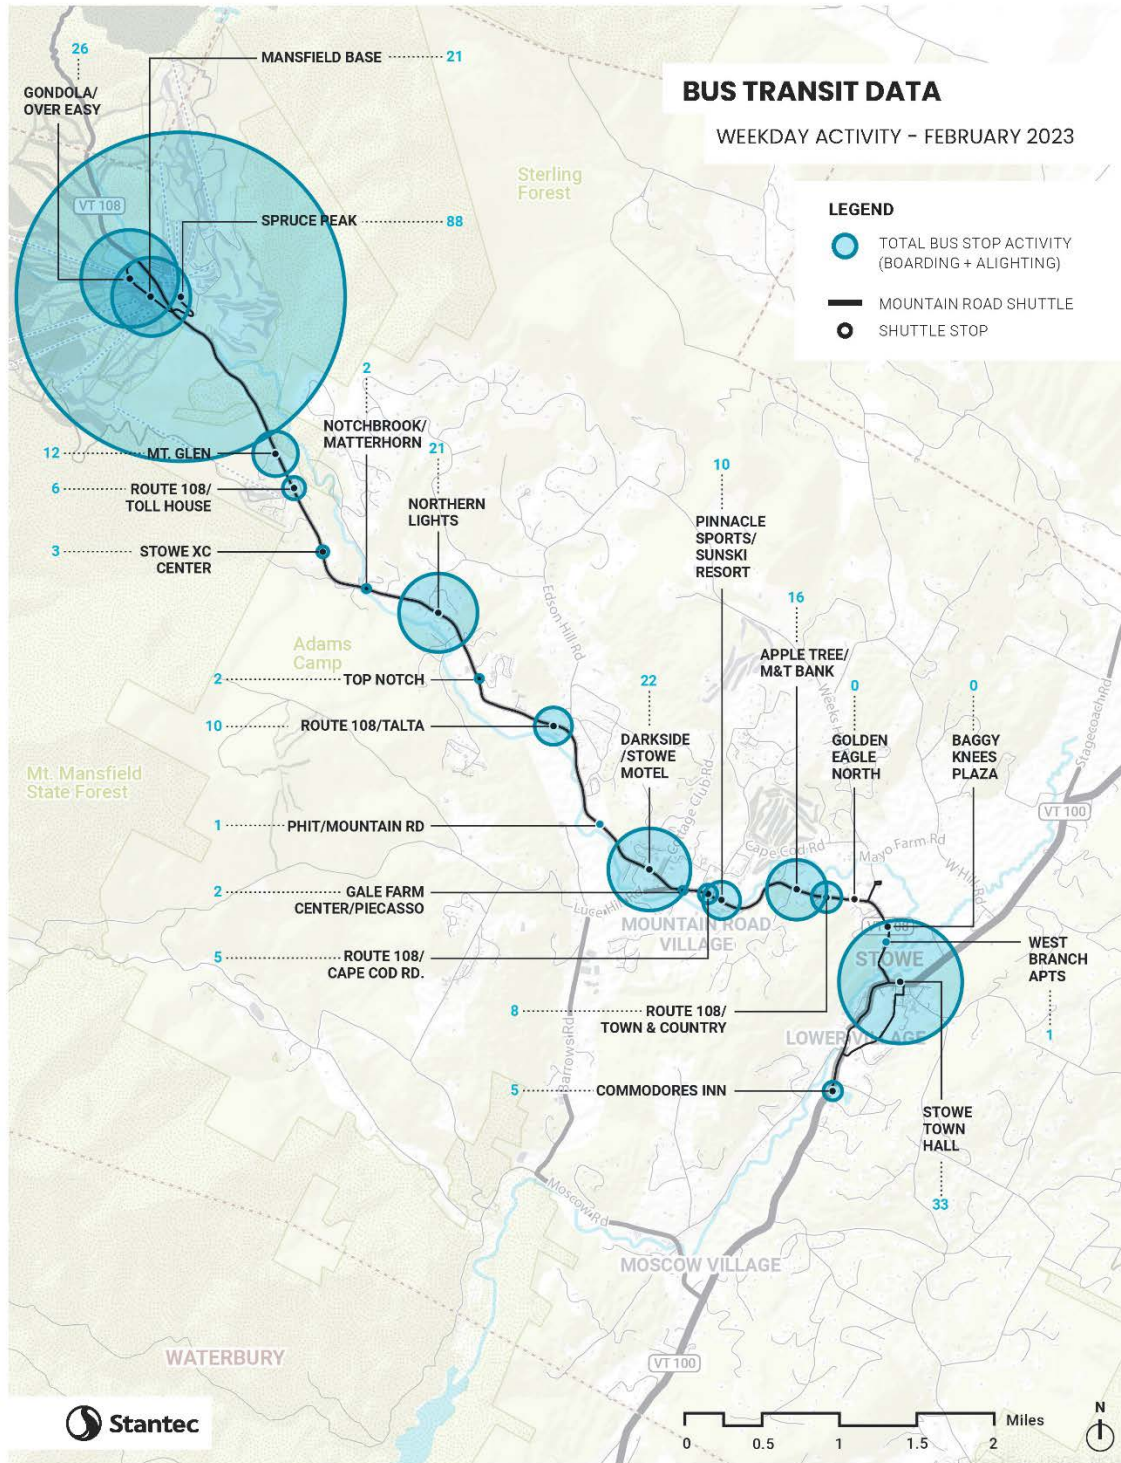 BUS TRANSIT DATA
WEEKDAY ACTIVITY - FEBRUARY 2023
LEGEND
TOTAL BUS STOP ACTIVITY
(BOARDING + ALIGHTING)
MOUNTAIN ROAD SHUTTLE
SHUTTLE STOP
26
GONDOLA/
OVER EASY
MANSFIELD BASE
21
VT 108
SPRUCE PEAK
88
Sterling
Forest
2
NOTCHBROOK/
MATTERHORN
12
MT. GLEN
6
ROUTE 108/
TOLL HOUSE
21
NORTHERN
LIGHTS
10
PINNACLE
SPORTS/
SUNSKI
RESORT
3
STOWE XC
CENTER
Edson Hill Rd
16
APPLE TREE/
M&T BANK
Adams
Camp
2
TOP NOTCH
22
DARKSIDE
/STOWE
MOTEL
0
GOLDEN
EAGLE
NORTH
0
BAGGY
KNEES
PLAZA
Weeks H
Stagecoach Rd
10
ROUTE 108/TALTA
Mt. Mansfield
State Forest
Cottage Club Rd
VT 100
1
PHIT/MOUNTAIN RD
Cape Cod Rd
Mayo Farm Rd
W Hill Rd
2
GALE FARM
CENTER/PIECASSO
Luce Hill Rd
MOUNTAIN ROAD
VILLAGE
VT 108
STOWE
WEST
BRANCH
APTS
1
5
ROUTE 108/
CAPE COD RD.
8
ROUTE 108/
TOWN & COUNTRY
LOWER VILLAGE
Barrows Rd
5
COMMODORES INN
STOWE
TOWN
HALL
33
Moscow Rd
MOSCOW VILLAGE
WATERBURY
VT 100
Stantec
Miles
0
0.5
1
1.5
2
N